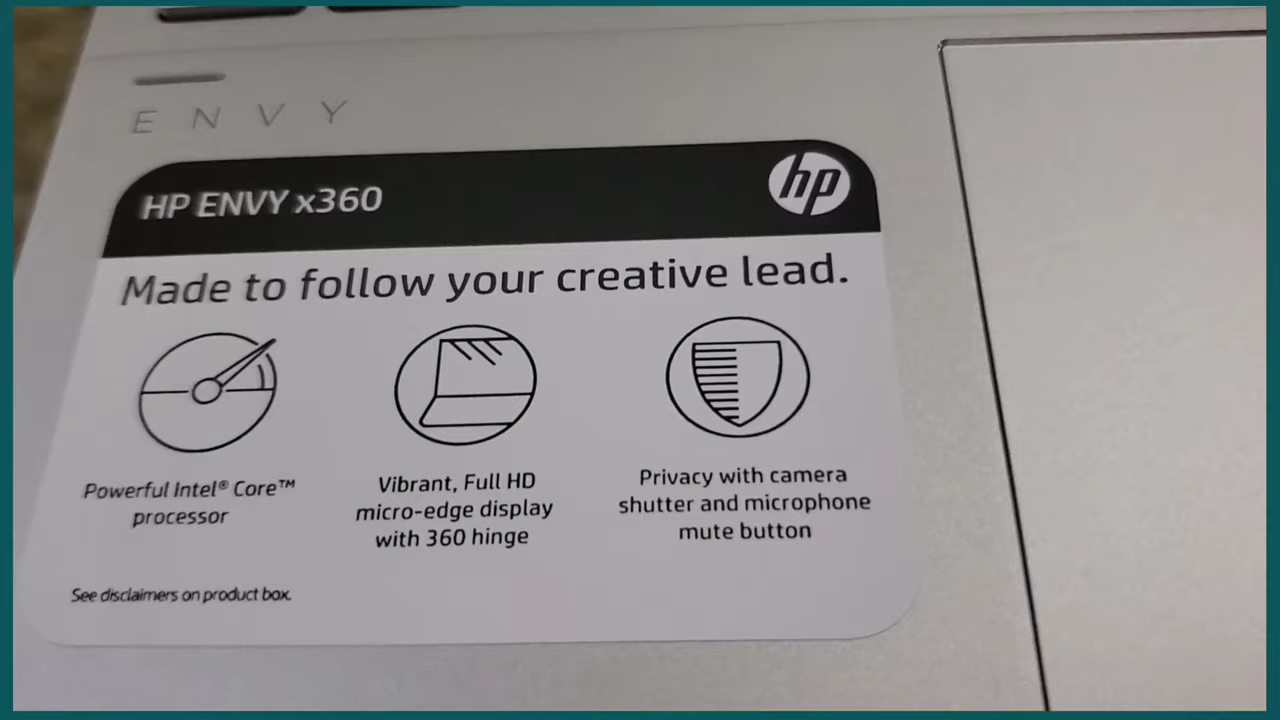 ENVY
HP ENVY x360
hp
Made to follow your creative lead.
Powerful Intel® Core™
processor
Vibrant, Full HD
micro-edge display
with 360 hinge
Privacy with camera
shutter and microphone
mute button
See disclaimers on product box.